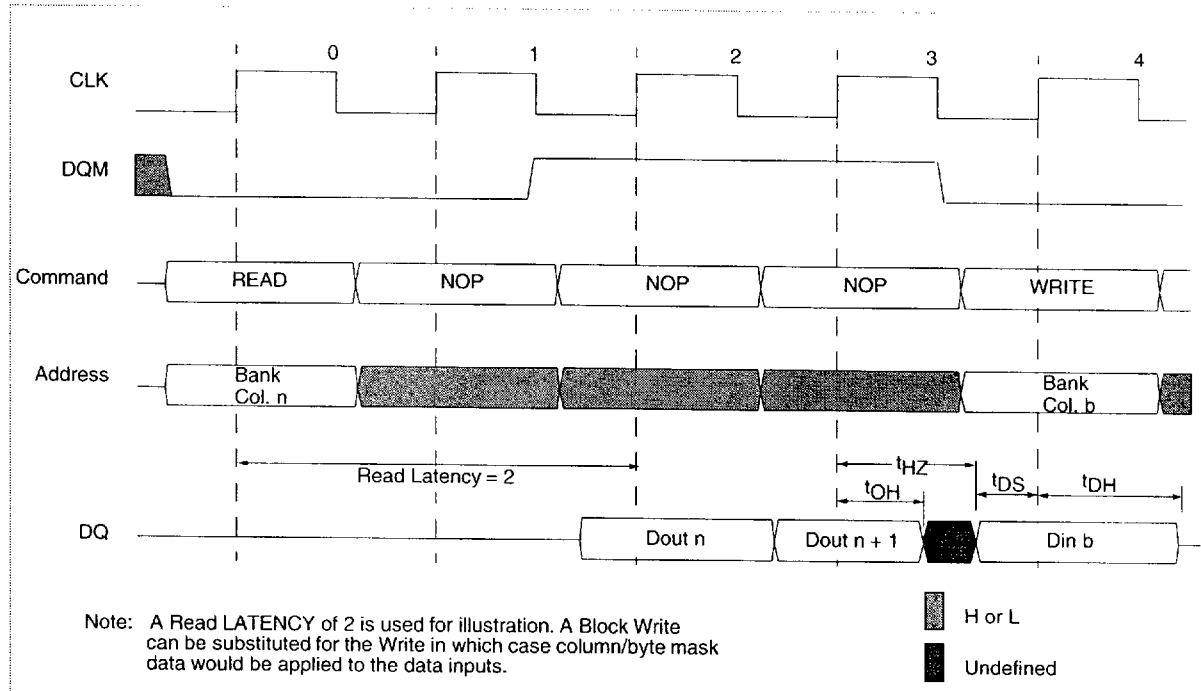 0 1 2 3 4
CLK
DQM
Command READ NOP NOP NOP WRITE
Address Bank Col. n Bank Col. b
Read Latency = 2
tHZ
tOH
tDS
tDH
DQ Dout n Dout n + 1 Din b
Note: A Read LATENCY of 2 is used for illustration. A Block Write
can be substituted for the Write in which case column/byte mask
data would be applied to the data inputs.
H or L
Undefined